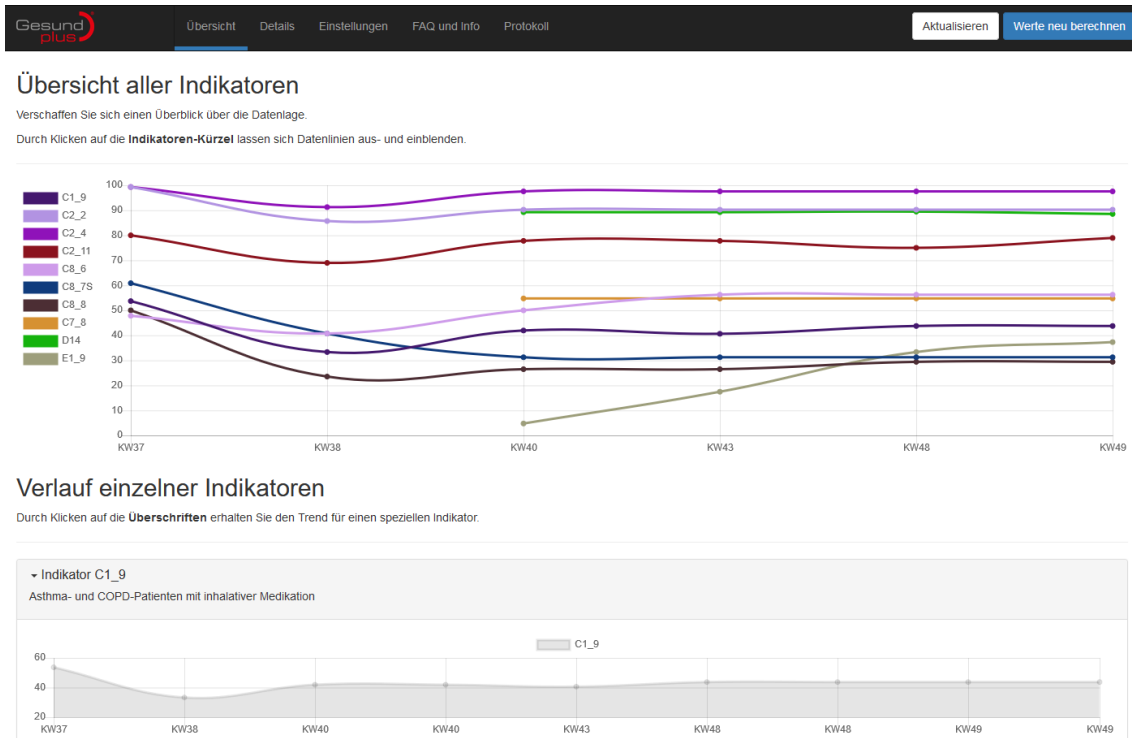 Gesund
plus
Übersicht Details Einstellungen FAQ und Info Protokoll Aktualisieren Werte neu berechnen
Übersicht aller Indikatoren
Verschaffen Sie sich einen Überblick über die Datenlage.
Durch Klicken auf die Indikatoren-Kürzel lassen sich Datenlinien aus- und einblenden.
C1_9
C2_2
C2_4
C2_11
C8_6
C8_7S
C8_8
C7_8
D14
E1_9
100
90
80
70
60
50
40
30
20
10
0
KW37 KW38 KW40 KW43 KW48 KW49
Verlauf einzelner Indikatoren
Durch Klicken auf die Überschriften erhalten Sie den Trend für einen speziellen Indikator.
Indikator C1_9
Asthma- und COPD-Patienten mit inhalativer Medikation
C1_9
60
40
20
KW37 KW38 KW40 KW40 KW43 KW48 KW48 KW49 KW49